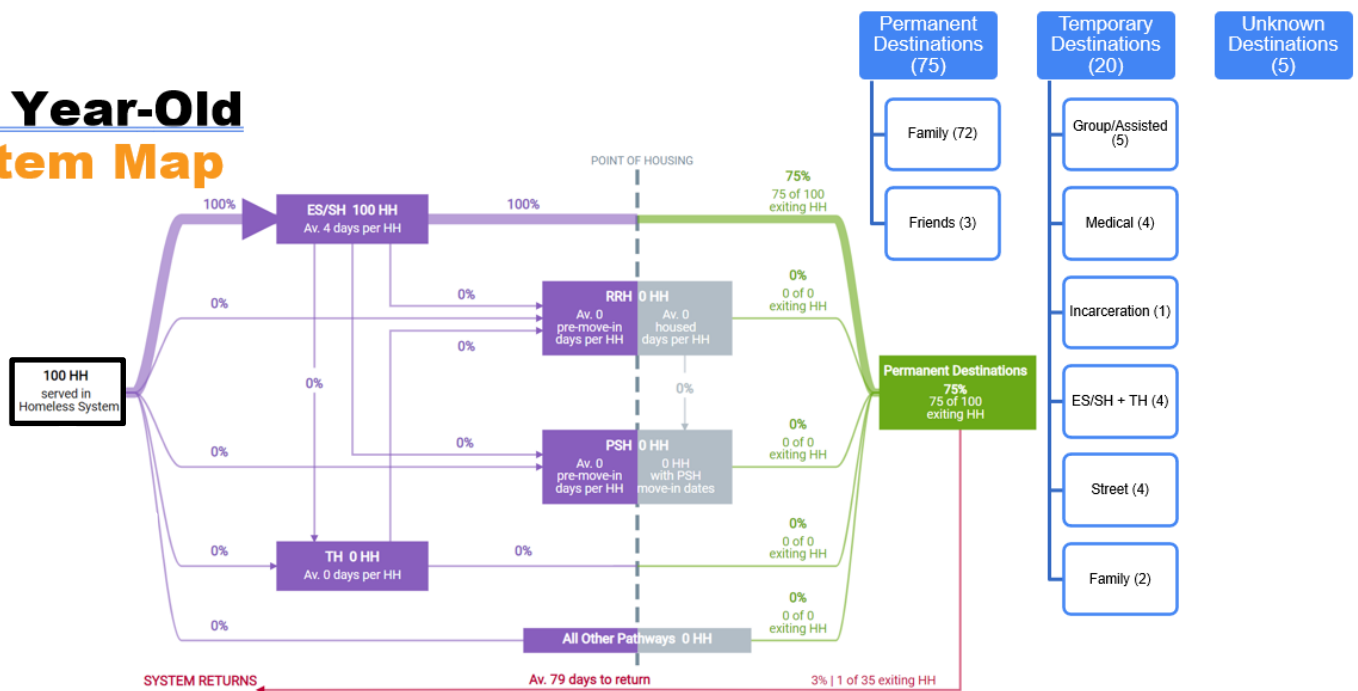 Year-Old
tem Map
100 HH
served in
Homeless System
100%
ES/SH 100 HH
Av. 4 days per HH
100%
POINT OF HOUSING
75%
75 of 100
exiting HH
0%
0%
RRH 0 HH
Av. 0
pre-move-in
days per HH
Av. 0
housed
days per HH
0%
0 of 0
exiting HH
0%
0%
0%
0%
0%
PSH 0 HH
Av. 0
pre-move-in
days per HH
0 HH
with PSH
move-in dates
0%
0 of 0
exiting HH
0%
TH 0 HH
Av. 0 days per HH
0%
0%
0 of 0
exiting HH
0%
All Other Pathways 0 HH
0%
0 of 0
exiting HH
Permanent Destinations
75%
75 of 100
exiting HH
SYSTEM RETURNS
Av. 79 days to return
3% | 1 of 35 exiting HH
Permanent
Destinations
(75)
Family (72)
Friends (3)
Temporary
Destinations
(20)
Group/Assisted
(5)
Medical (4)
Incarceration (1)
ES/SH + TH (4)
Street (4)
Family (2)
Unknown
Destinations
(5)